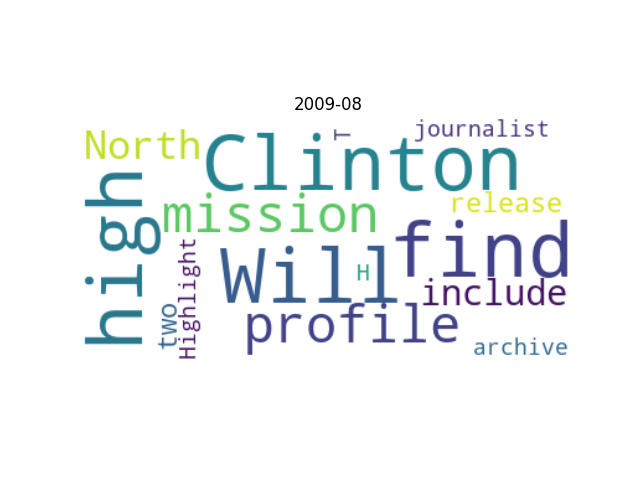 2009-08
North
Clinton
T
journalist
high
mission
release
find
Highlight
two
Will
H
include
profile
archive